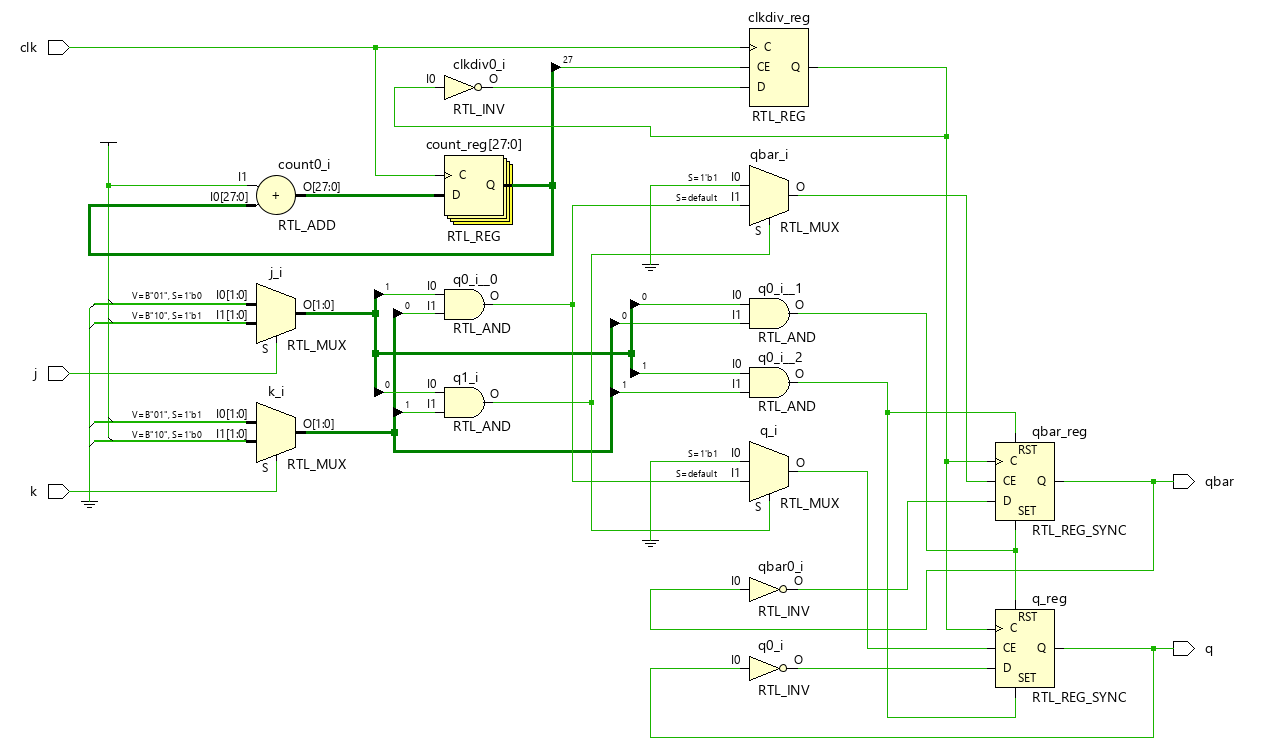 clkdiv_reg
clk
C
27
CE
Q
D
RTL_REG
clkdiv0_i
I0
O
RTL_INV
count_reg[27:0]
C
Q
D
RTL_REG
count0_i
I1
I0[27:0]
+
O[27:0]
RTL_ADD
qbar_i
S=1'b1
I0
S=default
I1
O
S
RTL_MUX
j_i
V=B"01", S=1'b0
I0[1:0]
V=B"10", S=1'b1
I1[1:0]
O[1:0]
S
RTL_MUX
j
k_i
V=B"01", S=1'b1
I0[1:0]
V=B"10", S=1'b0
I1[1:0]
O[1:0]
S
RTL_MUX
k
q0_i__0
1
I0
0
I1
O
RTL_AND
q1_i
0
I0
1
I1
O
RTL_AND
q0_i__1
0
I0
0
I1
O
RTL_AND
q0_i__2
1
I0
1
I1
O
RTL_AND
q_i
S=1'b1
I0
S=default
I1
O
S
RTL_MUX
qbar_reg
RST
C
CE
Q
D
SET
RTL_REG_SYNC
qbar
qbar0_i
I0
O
RTL_INV
q0_i
I0
O
RTL_INV
q_reg
RST
C
CE
Q
D
SET
RTL_REG_SYNC
q